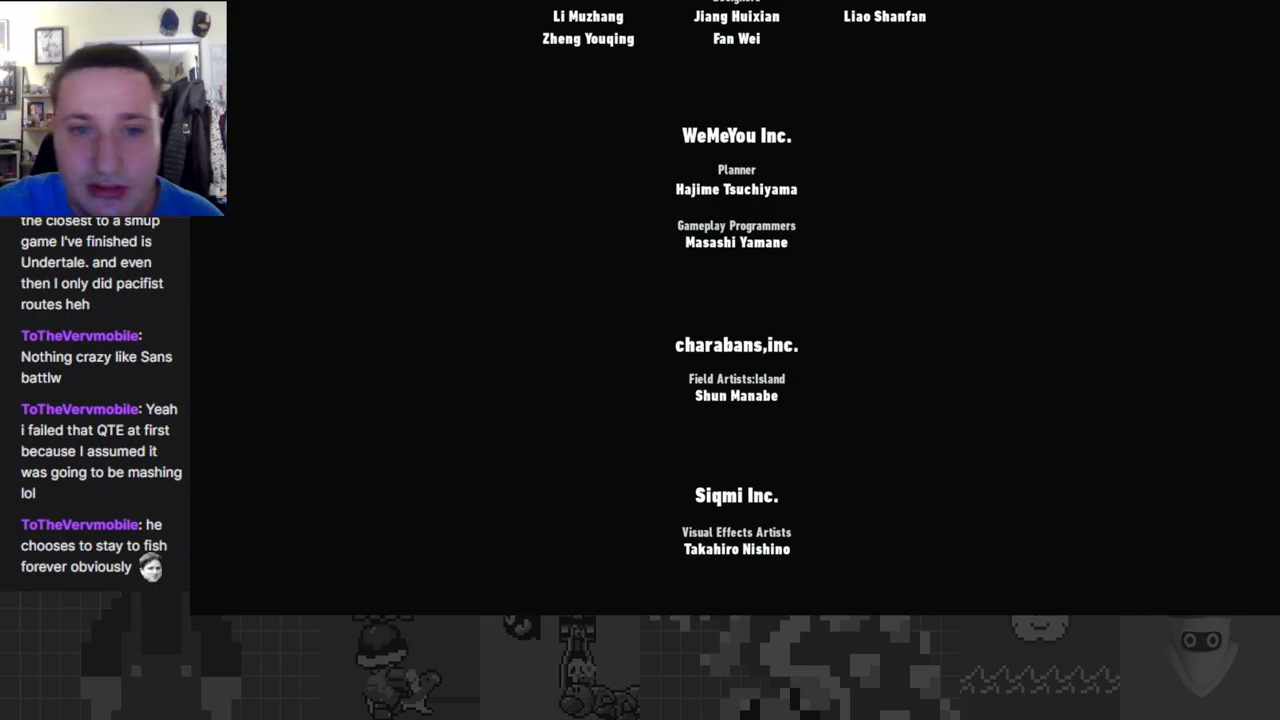 Li Muzhang Jiang Huixian Liao Shanfan
Zheng Youqing Fan Wei
WeMeYou Inc.
Planner
Hajime Tsuchiyama
Gameplay Programmers
Masashi Yamane
charabans,inc.
Field Artists:Island
Shun Manabe
Siqmi Inc.
Visual Effects Artists
Takahiro Nishino
the closest to a smup
game I've finished is
Undertale. and even
then I only did pacifist
routes heh
ToTheVervmobile:
Nothing crazy like Sans
battlw
ToTheVervmobile: Yeah
i failed that QTE at first
because I assumed it
was going to be mashing
lol
ToTheVervmobile: he
chooses to stay to fish
forever obviously